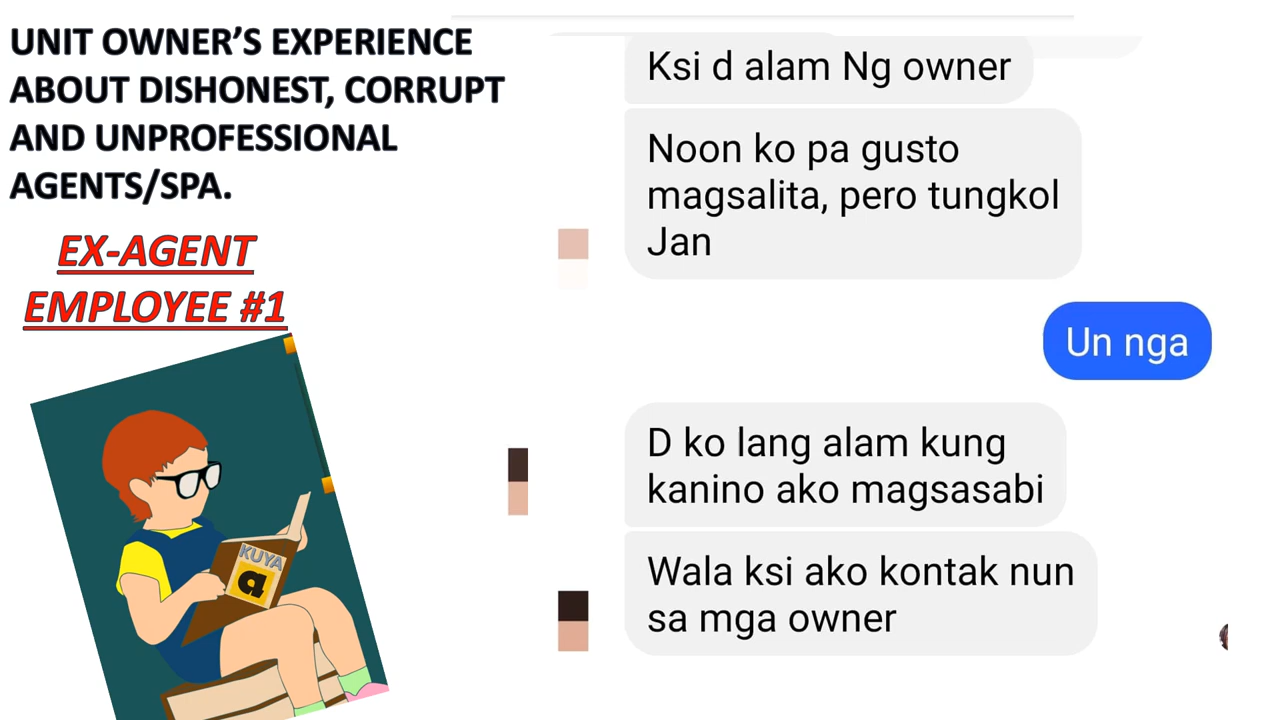 UNIT OWNER'S EXPERIENCE
ABOUT DISHONEST, CORRUPT
AND UNPROFESSIONAL
AGENTS/SPA.
EX-AGENT
EMPLOYEE #1
KUYA
a
Ksi d alam Ng owner
Noon ko pa gusto
magsalita, pero tungkol
Jan
Un nga
D ko lang alam kung
kanino ako magsasabi
Wala ksi ako kontak nun
sa mga owner